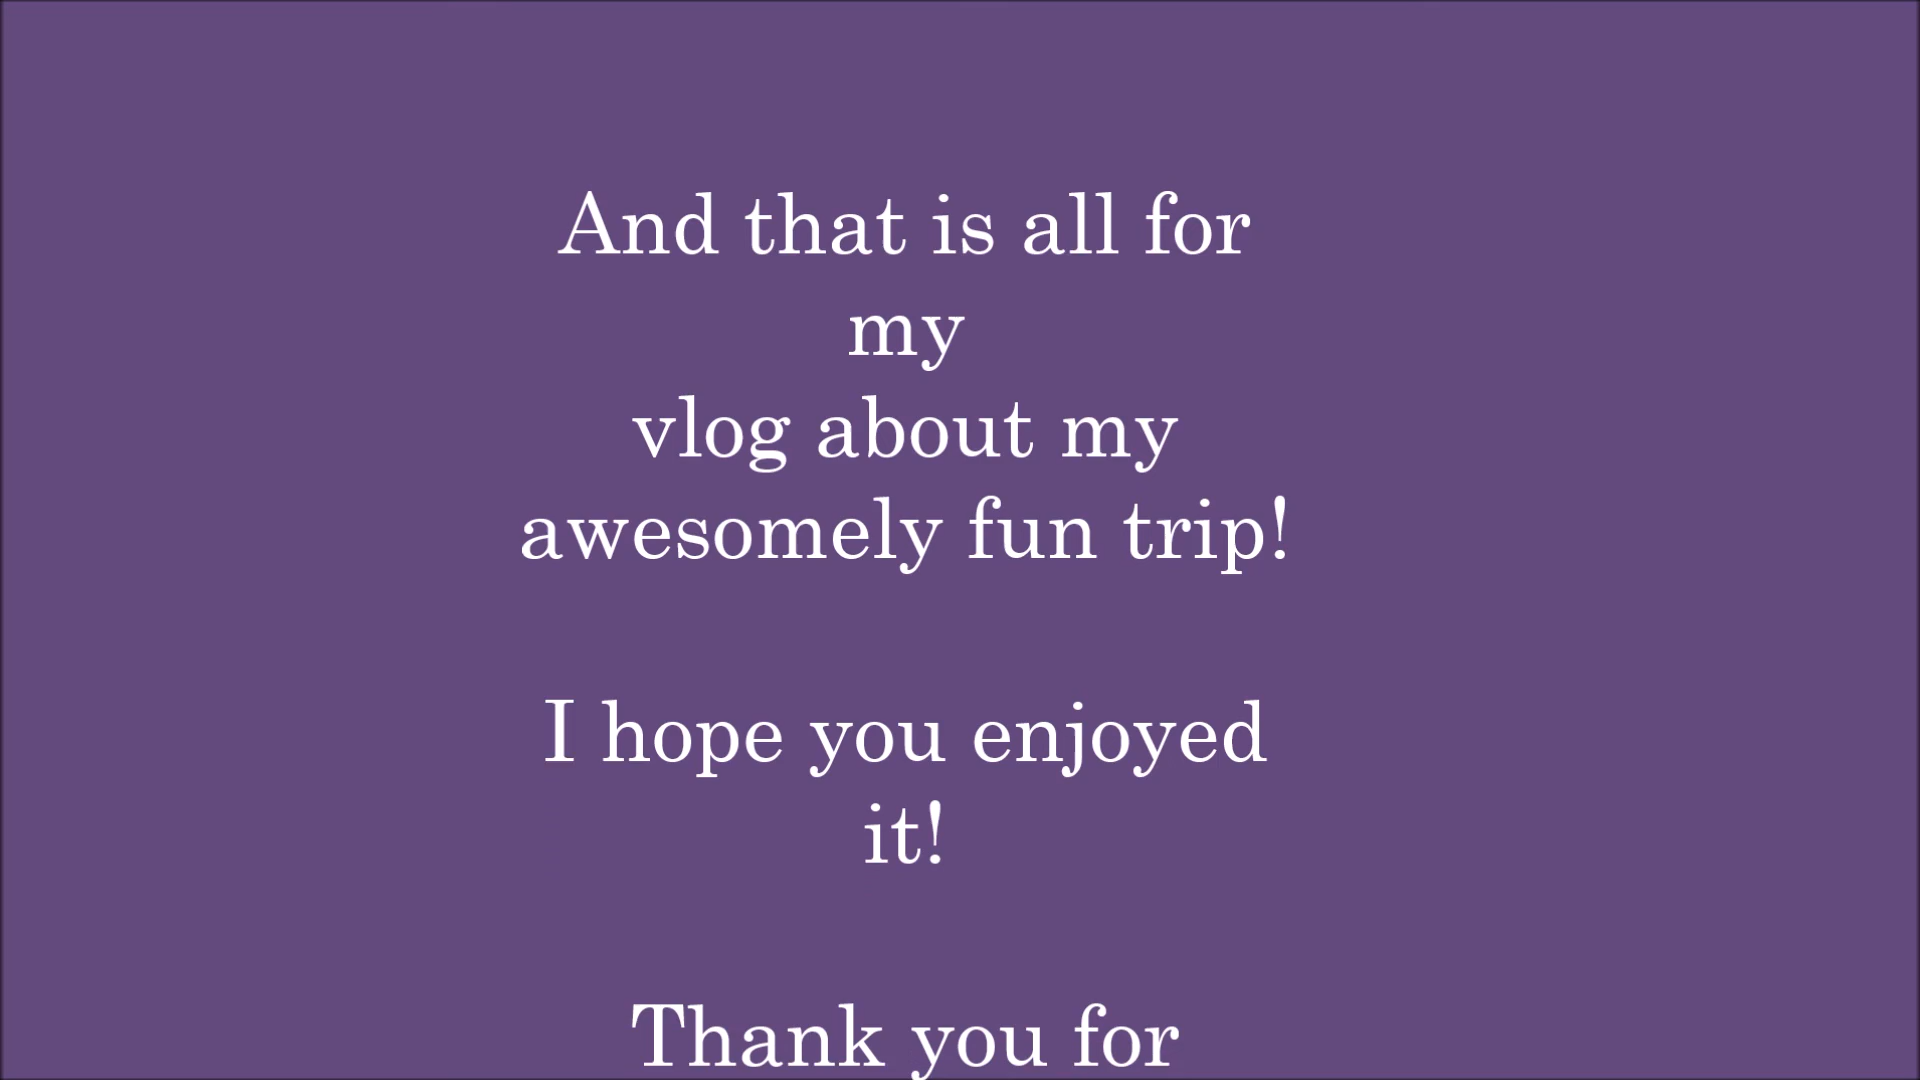 And that is all for
my
vlog about my
awesomely fun trip!
I hope you enjoyed
it!
Thank you for